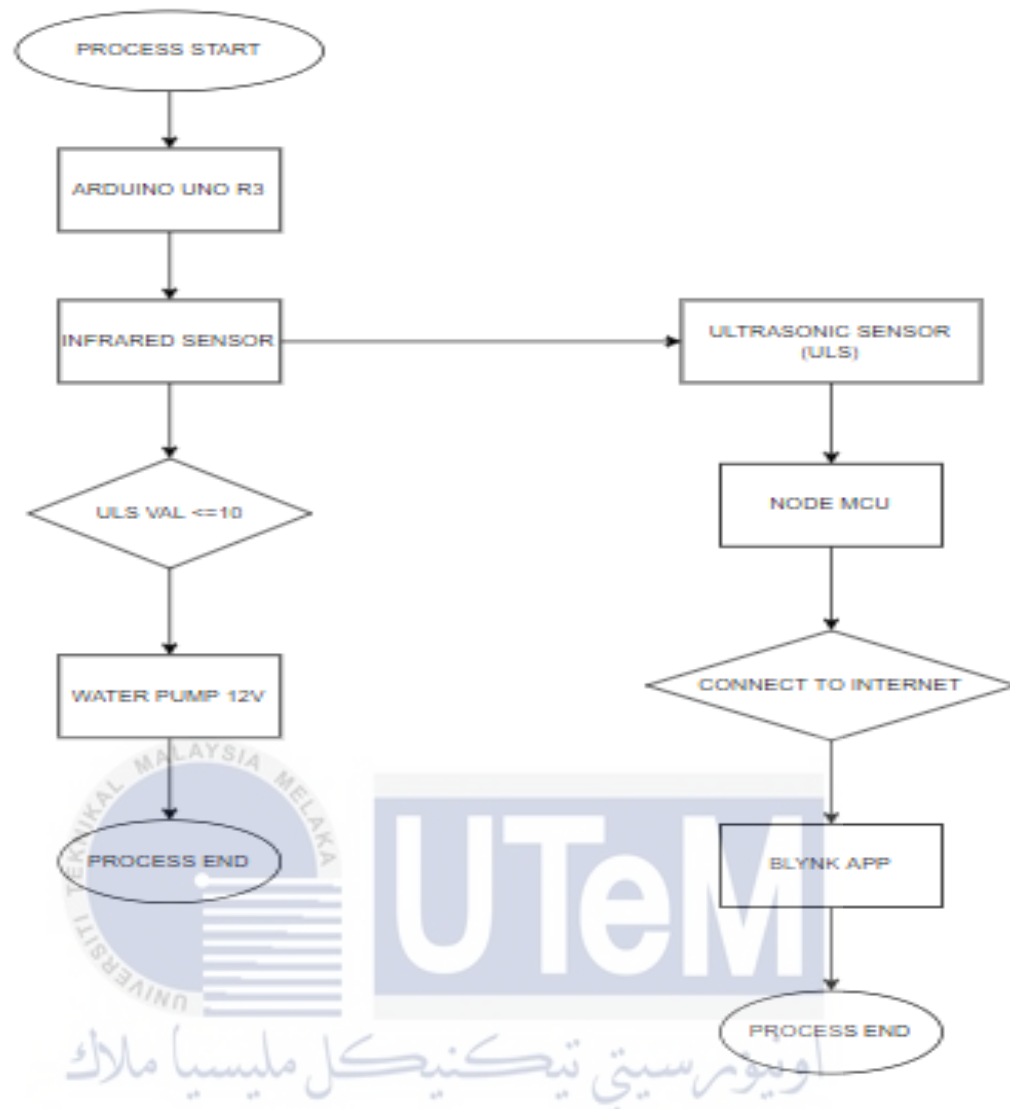 PROCESS START
ARDUINO UNO R3
INFRARED SENSOR
ULTRASONIC SENSOR
(ULS)
ULS VAL <=10
NODE MCU
WATER PUMP 12V
CONNECT TO INTERNET
PROCESS END
BLYNK APP
PROCESS END
UNIVERSITI TEKNIKAL MALAYSIA MELAKA
UTeM
اونيۏرسيتي تيكنيكل مليسيا ملاك